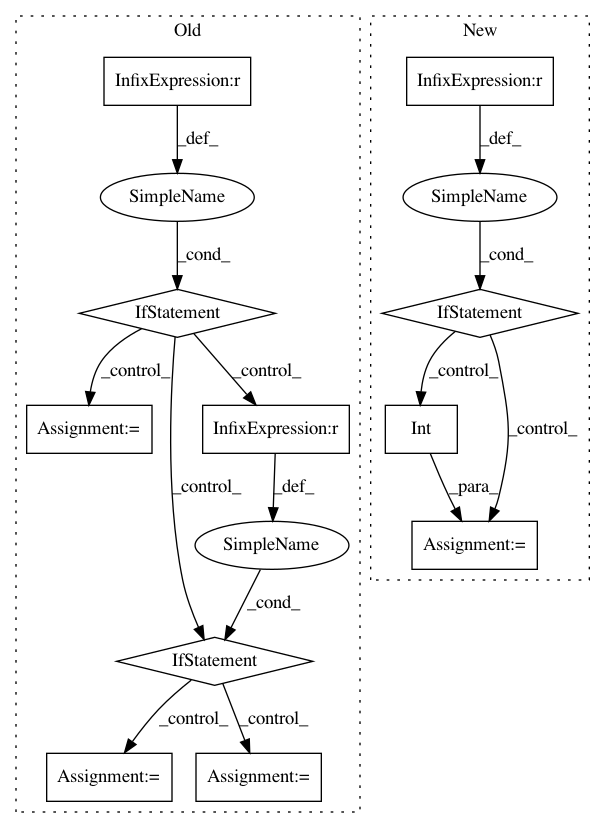 Old
InfixExpression:r
_def_
SimpleName
_cond_
IfStatement
_control_
_control_
Assignment:=
InfixExpression:r
_control_
_def_
SimpleName
_cond_
IfStatement
_control_
_control_
Assignment:=
Assignment:=
New
InfixExpression:r
_def_
SimpleName
_cond_
IfStatement
_control_
Int
_control_
_para_
Assignment:=